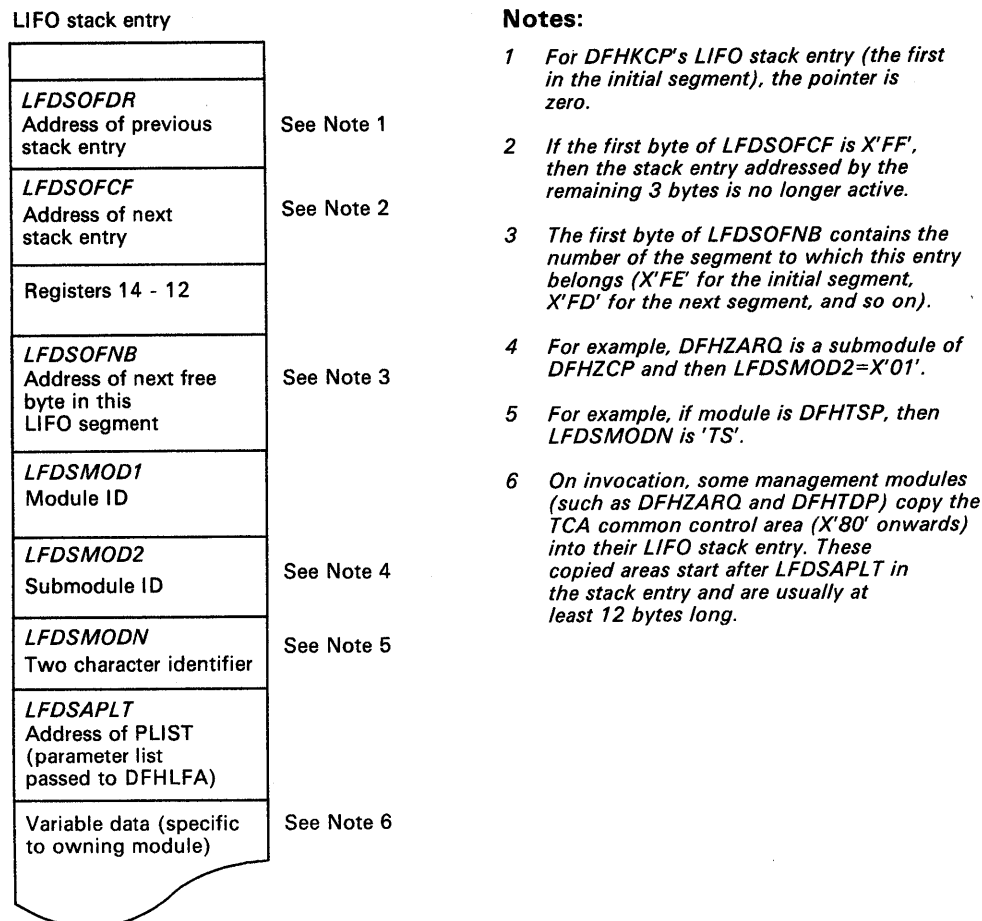 LIFO stack entry
LFDSOFDR
Address of previous
stack entry
See Note 1
LFDSOFCF
Address of next
stack entry
See Note 2
Registers 14 - 12
LFDSOFNB
Address of next free
byte in this
LIFO segment
See Note 3
LFDSMOD1
Module ID
LFDSMOD2
Submodule ID
See Note 4
LFDSMODN
Two character identifier
See Note 5
LFDSAPLT
Address of PLIST
(parameter list
passed to DFHLFA)
Variable data (specific
to owning module)
See Note 6
Notes:
1 For DFHKCP's LIFO stack entry (the first
in the initial segment), the pointer is
zero.
2 If the first byte of LFDSOFCF is X'FF',
then the stack entry addressed by the
remaining 3 bytes is no longer active.
3 The first byte of LFDSOFNB contains the
number of the segment to which this entry
belongs (X'FE' for the initial segment,
X'FD' for the next segment, and so on).
4 For example, DFHZARQ is a submodule of
DFHZCP and then LFDSMOD2=X'01'.
5 For example, if module is DFHTSP, then
LFDSMODN is 'TS'.
6 On invocation, some management modules
(such as DFHZARQ and DFHTDP) copy the
TCA common control area (X'80' onwards)
into their LIFO stack entry. These
copied areas start after LFDSAPLT in
the stack entry and are usually at
least 12 bytes long.